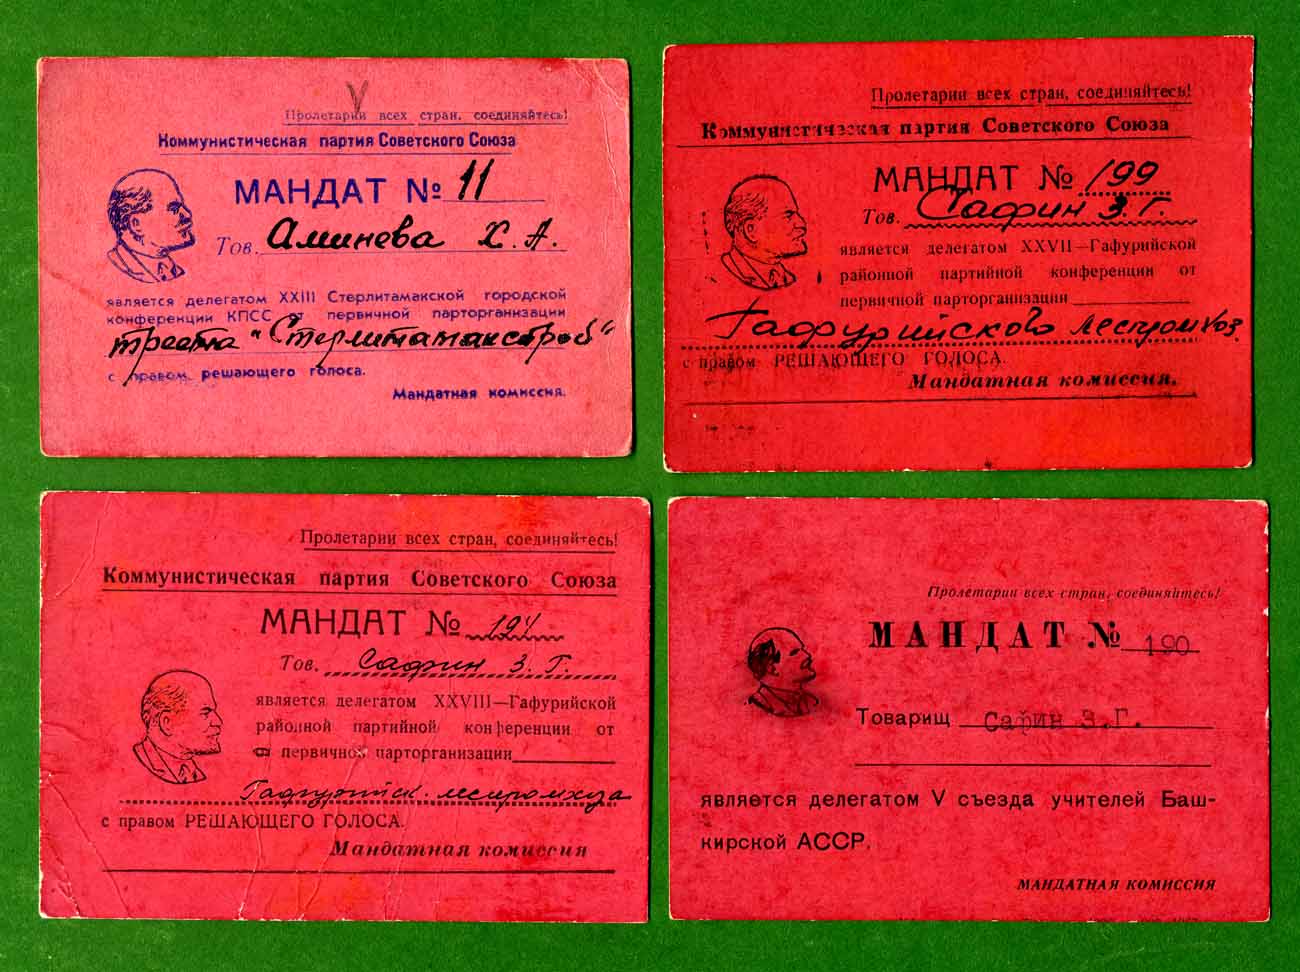 Пролетарии всех стран, соединяйтесь!
Коммунистическая партия Советского Союза
МАНДАТ № 11
Тов. Аминева Х. А.
является делегатом XXIII Стерлитамакской городской
конференции КПСС от первичной парторганизации
треста "Стерлитамакстрой"
с правом решающего голоса.
Мандатная комиссия.
Пролетарии всех стран, соединяйтесь!
Коммунистическая партия Советского Союза
МАНДАТ № 199
Тов. Сафин З. Г.
является делегатом XXVII—Гафурийской
районной партийной конференции от
первичной парторганизации
Гафурийского леспромхоз
с правом РЕШАЮЩЕГО ГОЛОСА.
Мандатная комиссия.
Пролетарии всех стран, соединяйтесь!
Коммунистическая партия Советского Союза
МАНДАТ № 194
Тов. Сафин З. Г.
является делегатом XXVIII—Гафурийской
районной партийной конференции от
первичной парторганизации
Гафурийск. леспромхоза
с правом РЕШАЮЩЕГО ГОЛОСА.
Мандатная комиссия
Пролетарии всех стран, соединяйтесь!
МАНДАТ № 190
Товарищ Сафин З.Г.
является делегатом V съезда учителей Баш-
кирской АССР.
МАНДАТНАЯ КОМИССИЯ